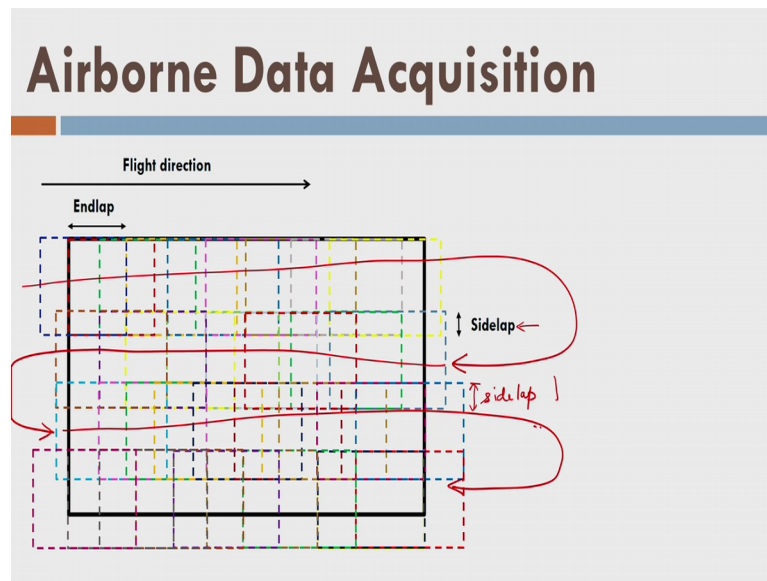 Airborne Data Acquisition
Flight direction
Endlap
Sidelap
sidelap